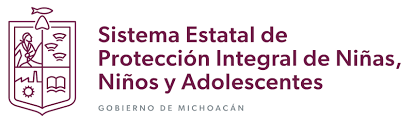 Sistema Estatal de
Protección Integral de Niñas,
Niños y Adolescentes
GOBIERNO DE MICHOACÁN